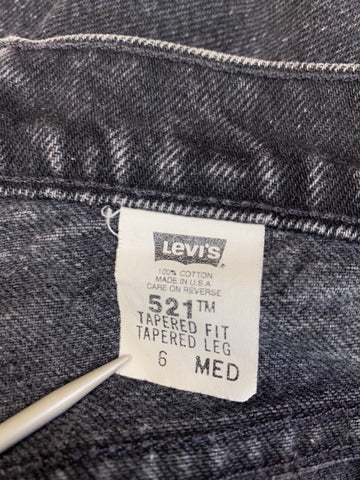 LEVI'S
100% COTTON
MADE IN U.S.A.
CARE ON REVERSE
521™
TAPERED FIT
TAPERED LEG
6 MED